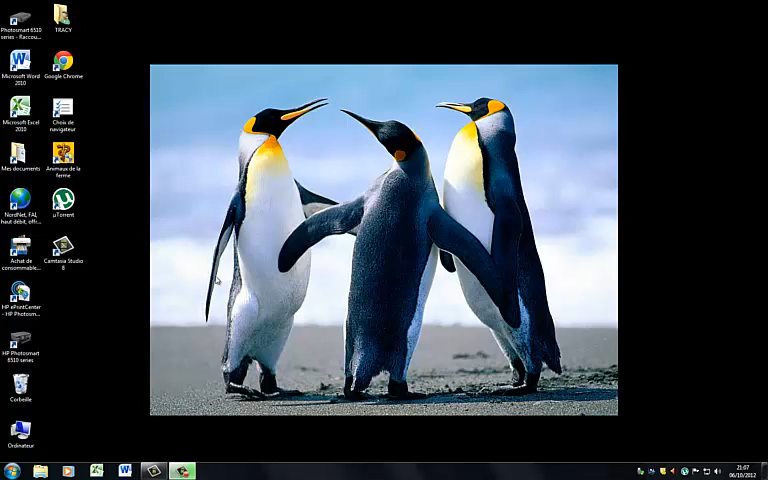 Photosmart 6510
series - Raccou...
TRACY
Microsoft Word
2010
Google Chrome
Microsoft Excel
2010
Choix de
navigateur
Mes documents
Animaux de la
ferme
NordNet, FAI,
haut débit, offr...
µTorrent
Achat de
consommable...
Camtasia Studio
8
HP ePrintCenter
- HP Photosm...
HP Photosmart
6510 series
Corbeille
Ordinateur
21:07
06/10/2012